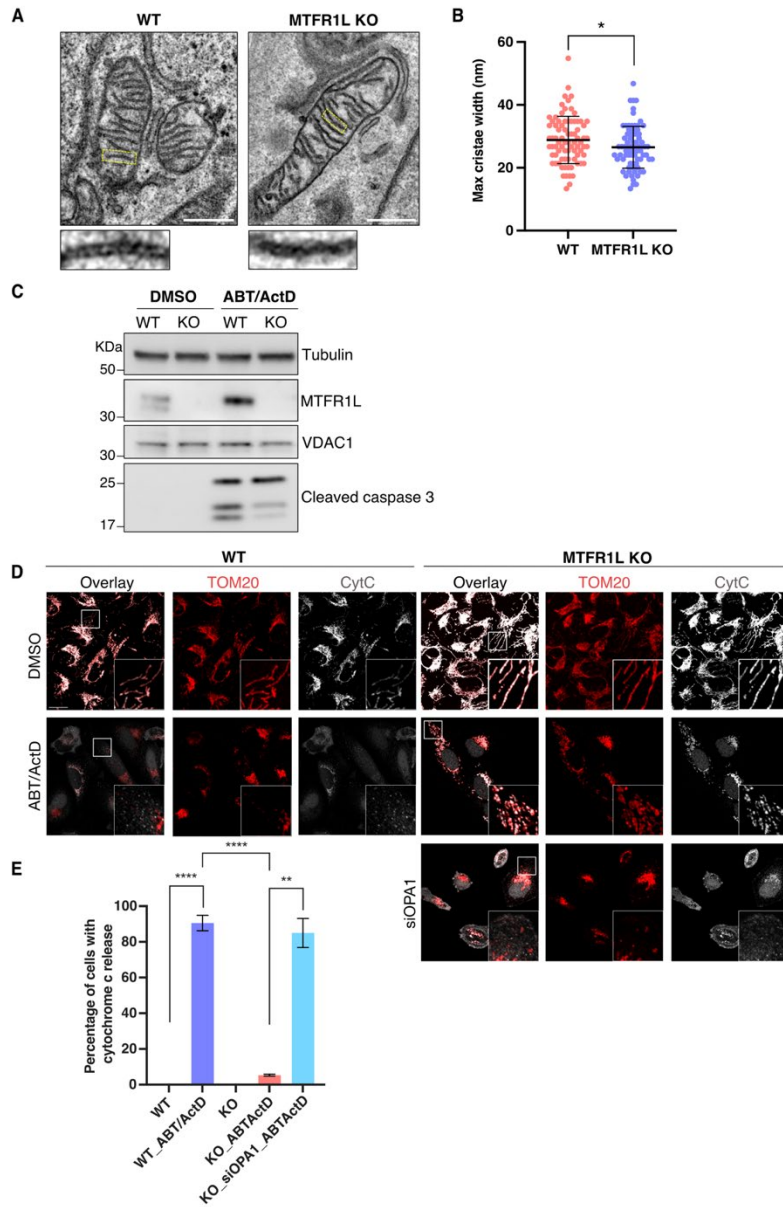 A
WT
MTFR1L KO
B
*
Max cristae width (nm)
60
40
20
0
WT
MTFR1L KO
C
DMSO
ABT/ActD
WT KO WT KO
KDa
50
Tubulin
30
MTFR1L
30
VDAC1
25
17
Cleaved caspase 3
D
WT
MTFR1L KO
Overlay TOM20 CytC Overlay TOM20 CytC
DMSO
ABT/ActD
siOPA1
E
****
****
**
Percentage of cells with
cytochrome c release
100
80
60
40
20
0
WT
WT_ABT/ActD
KO
KO_ABTActD
KO_siOPA1_ABTActD